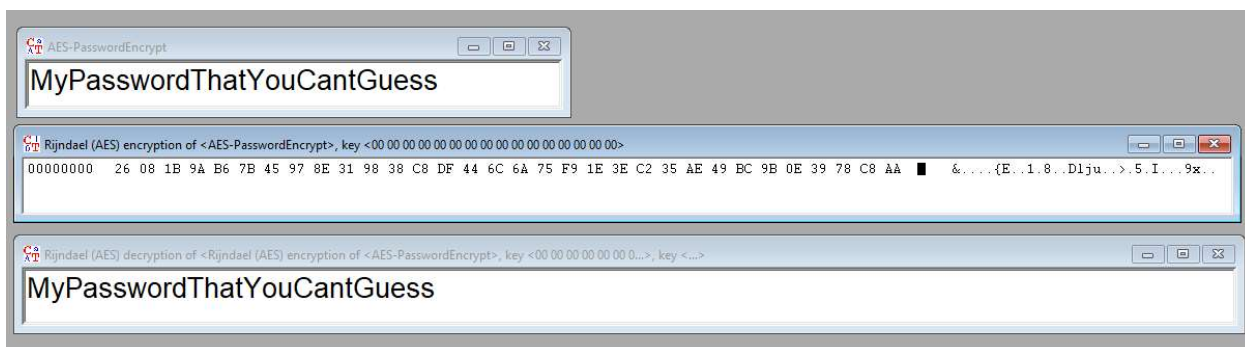 AES-PasswordEncrypt
MyPasswordThatYouCantGuess
Rijndael (AES) encryption of <AES-PasswordEncrypt>, key <00 00 00 00 00 00 00 00 00 00 00 00 00 00 00 00>
00000000 26 08 1B 9A B6 7B 45 97 8E 31 98 38 C8 DF 44 6C 6A 75 F9 1E 3E C2 35 AE 49 BC 9B 0E 39 78 C8 AA &....{E..1.8..Dlju..>.5.I...9x..
Rijndael (AES) decryption of <Rijndael (AES) encryption of <AES-PasswordEncrypt>, key <00 00 00 00 00 00 0...>, key <...>
MyPasswordThatYouCantGuess